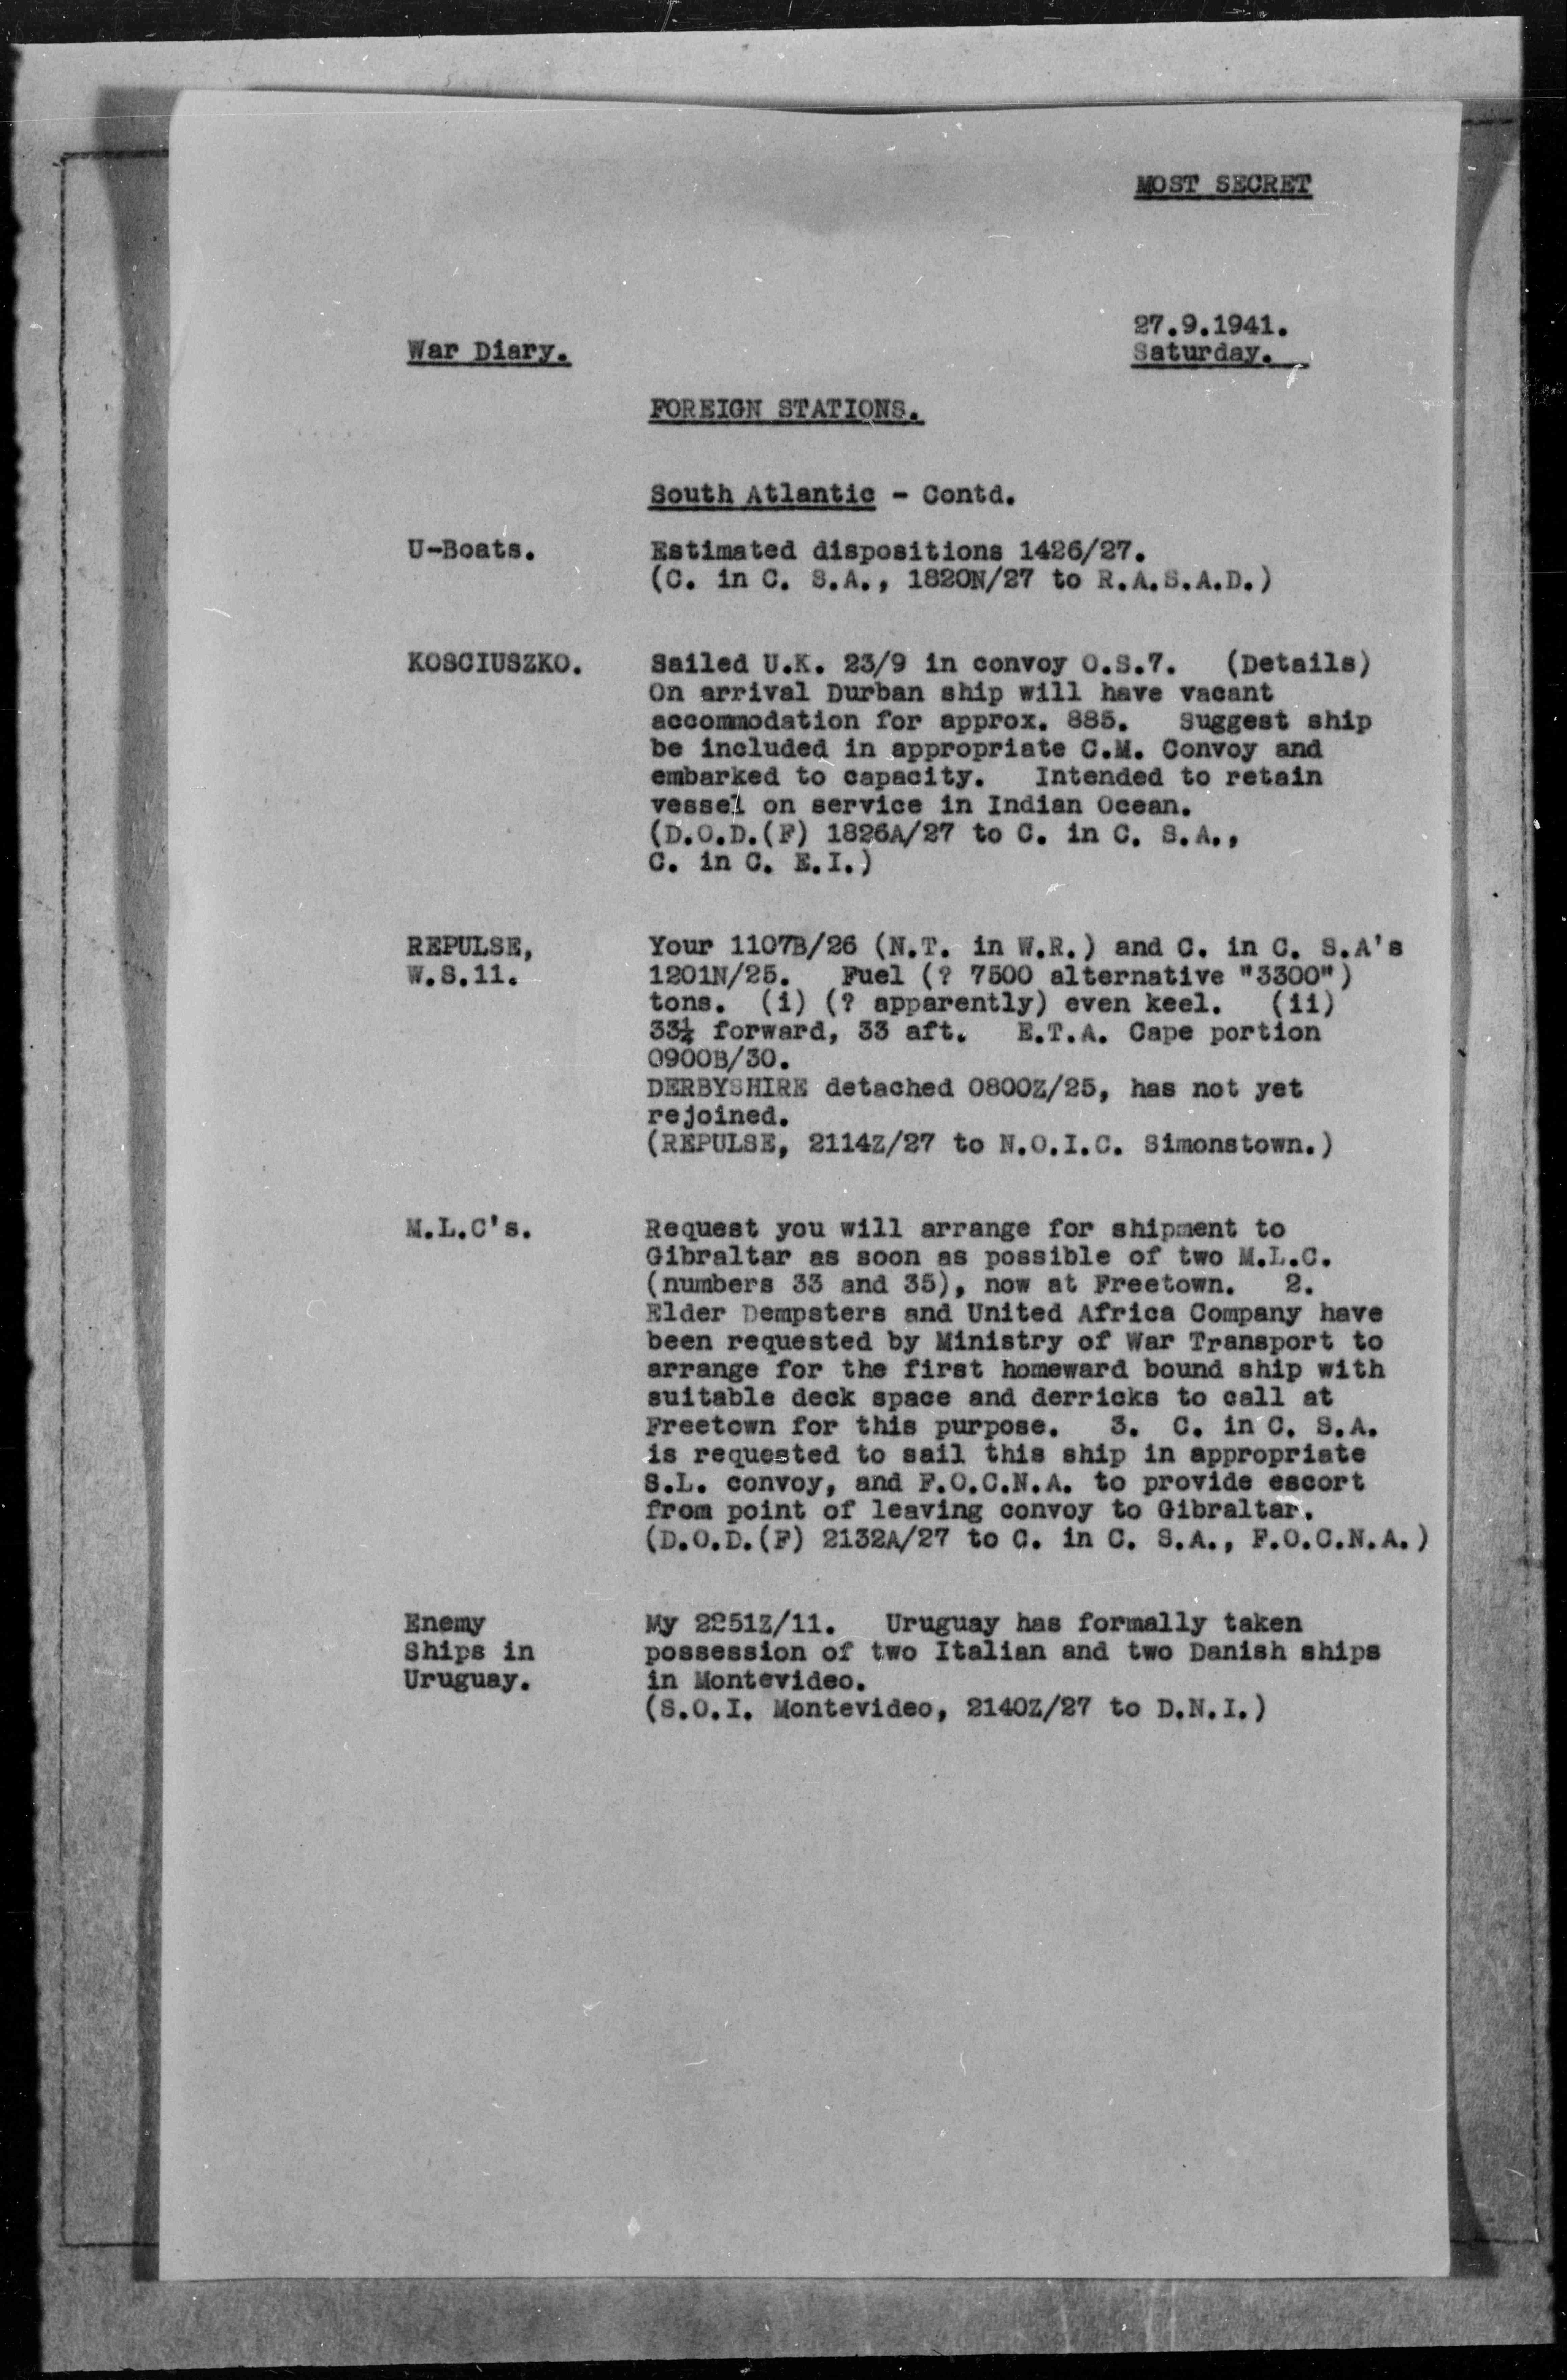 MOST SECRET
27.9.1941.
War Diary. Saturday.
FOREIGN STATIONS.
South Atlantic - Contd.
U-Boats. Estimated dispositions 1426/27.
(C. in C. S.A., 1820N/27 to R.A.S.A.D.)
KOSCIUSZKO. Sailed U.K. 23/9 in convoy O.S.7. (Details)
On arrival Durban ship will have vacant
accommodation for approx. 885. Suggest ship
be included in appropriate C.M. Convoy and
embarked to capacity. Intended to retain
vessel on service in Indian Ocean.
(D.O.D.(F) 1826A/27 to C. in C. S.A.,
C. in C. E.I.)
REPULSE, Your 1107B/26 (N.T. in W.R.) and C. in C. S.A's
W.S.11. 1201N/25. Fuel (? 7500 alternative "3300")
tons. (i) (? apparently) even keel. (ii)
33¼ forward, 33 aft. E.T.A. Cape portion
0900B/30.
DERBYSHIRE detached 0800Z/25, has not yet
rejoined.
(REPULSE, 2114Z/27 to N.O.I.C. Simonstown.)
M.L.C's. Request you will arrange for shipment to
Gibraltar as soon as possible of two M.L.C.
(numbers 33 and 35), now at Freetown. 2.
Elder Dempsters and United Africa Company have
been requested by Ministry of War Transport to
arrange for the first homeward bound ship with
suitable deck space and derricks to call at
Freetown for this purpose. 3. C. in C. S.A.
is requested to sail this ship in appropriate
S.L. convoy, and F.O.C.N.A. to provide escort
from point of leaving convoy to Gibraltar.
(D.O.D.(F) 2132A/27 to C. in C. S.A., F.O.C.N.A.)
Enemy My 2251Z/11. Uruguay has formally taken
Ships in possession of two Italian and two Danish ships
Uruguay. in Montevideo.
(S.O.I. Montevideo, 2140Z/27 to D.N.I.)